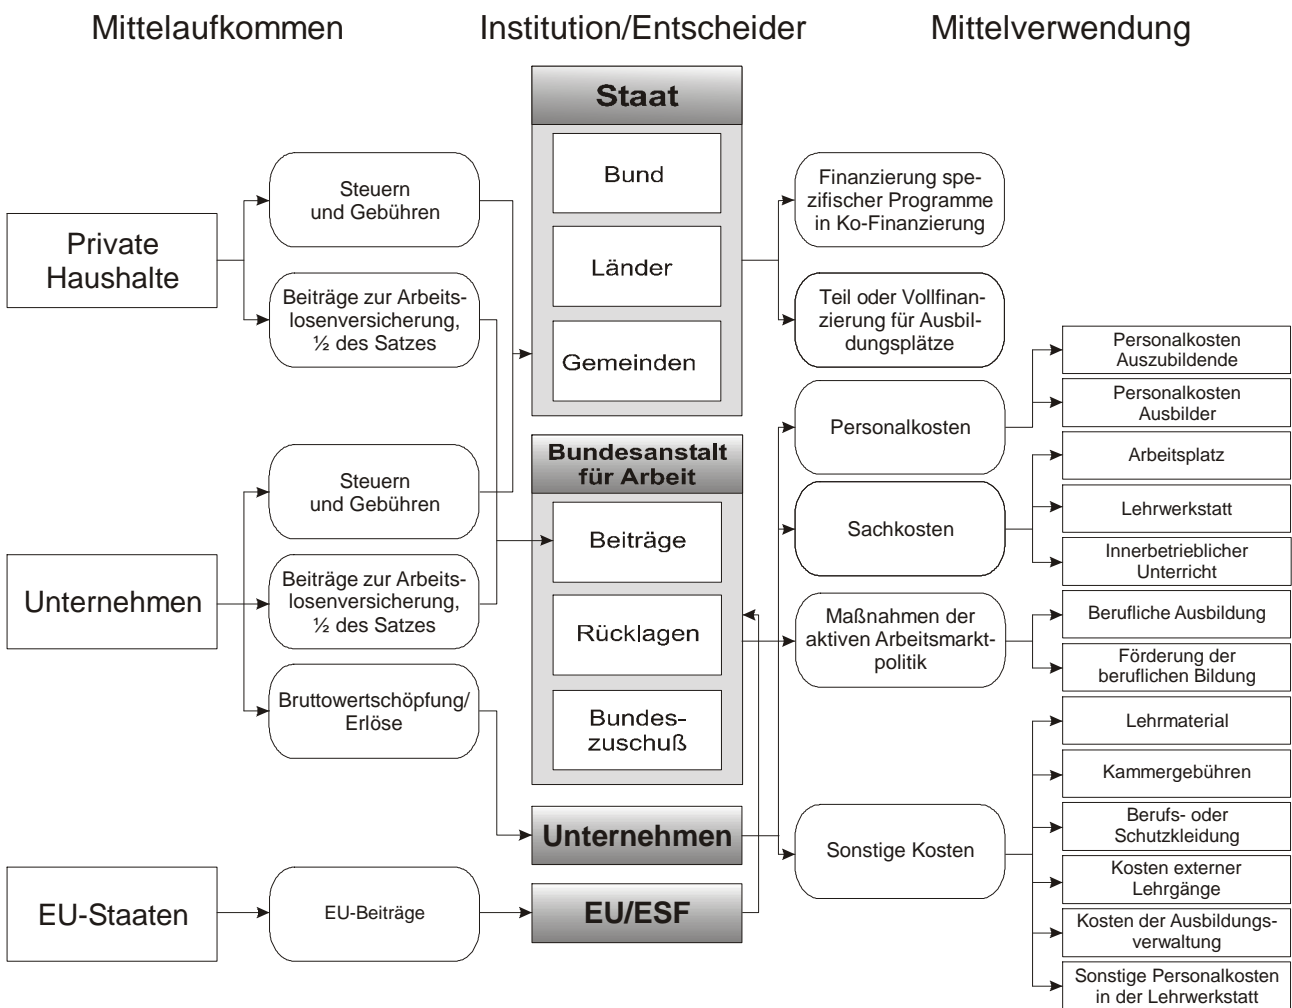 Mittelaufkommen
Institution/Entscheider
Mittelverwendung
Private
Haushalte
Steuern
und Gebühren
Beiträge zur Arbeits-
losenversicherung,
½ des Satzes
Unternehmen
Steuern
und Gebühren
Beiträge zur Arbeits-
losenversicherung,
½ des Satzes
Bruttowertschöpfung/
Erlöse
EU-Staaten
EU-Beiträge
Staat
Bund
Länder
Gemeinden
Bundesanstalt
für Arbeit
Beiträge
Rücklagen
Bundes-
zuschuß
Unternehmen
EU/ESF
Finanzierung spe-
zifischer Programme
in Ko-Finanzierung
Teil oder Vollfinan-
zierung für Ausbil-
dungsplätze
Personalkosten
Sachkosten
Maßnahmen der
aktiven Arbeitsmarkt-
politik
Sonstige Kosten
Personalkosten
Auszubildende
Personalkosten
Ausbilder
Arbeitsplatz
Lehrwerkstatt
Innerbetrieblicher
Unterricht
Berufliche Ausbildung
Förderung der
beruflichen Bildung
Lehrmaterial
Kammergebühren
Berufs- oder
Schutzkleidung
Kosten externer
Lehrgänge
Kosten der Ausbildungs-
verwaltung
Sonstige Personalkosten
in der Lehrwerkstatt